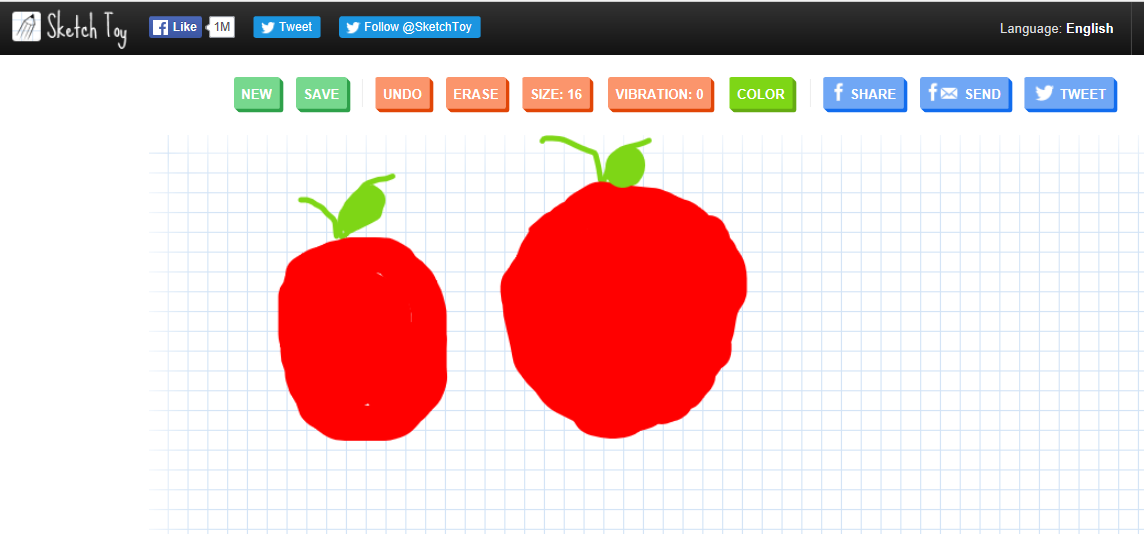 Sketch Toy Like 1M Tweet Follow @SketchToy Language: English
NEW SAVE UNDO ERASE SIZE: 16 VIBRATION: 0 COLOR SHARE SEND TWEET